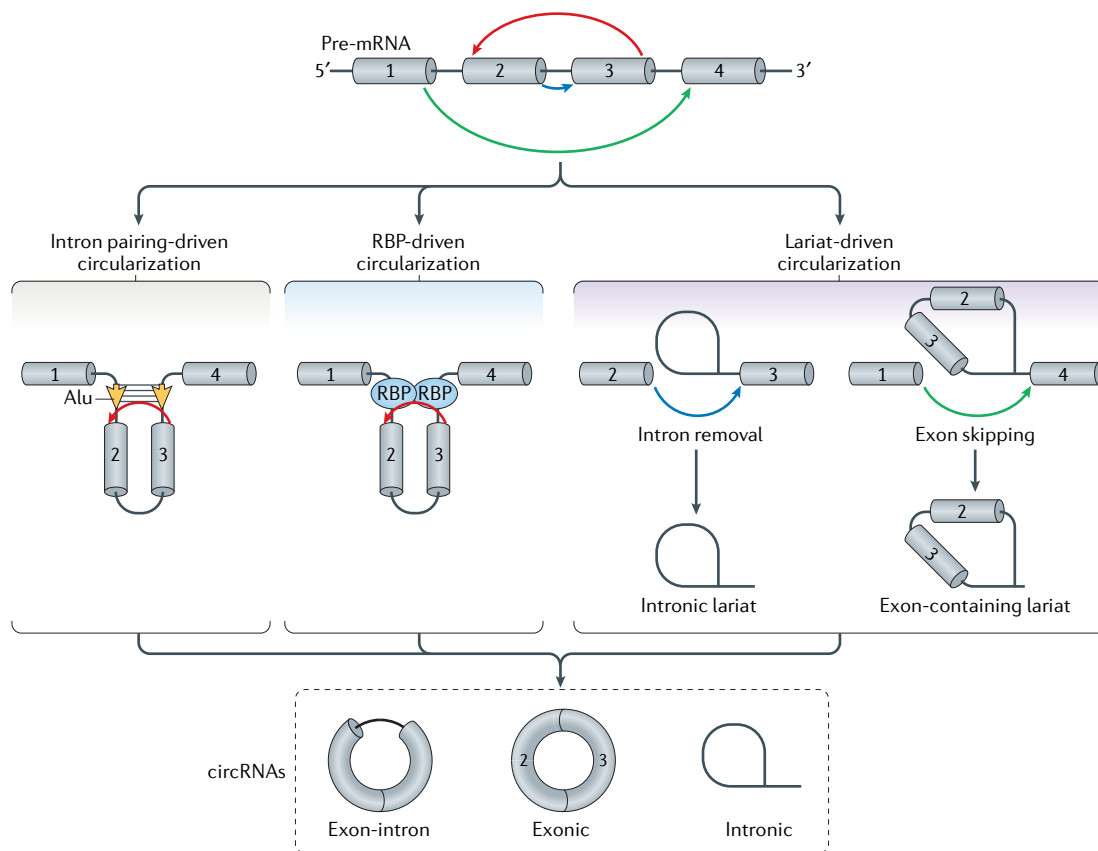 Pre-mRNA
5′ 1 2 3 4 3′
Intron pairing-driven
circularization
RBP-driven
circularization
Lariat-driven
circularization
1 4
Alu
2 3
1 4
RBP RBP
2 3
2 3
Intron removal
Intronic lariat
2
3
1 4
Exon skipping
2
3
Exon-containing lariat
circRNAs
2 3
Exon-intron
Exonic
Intronic